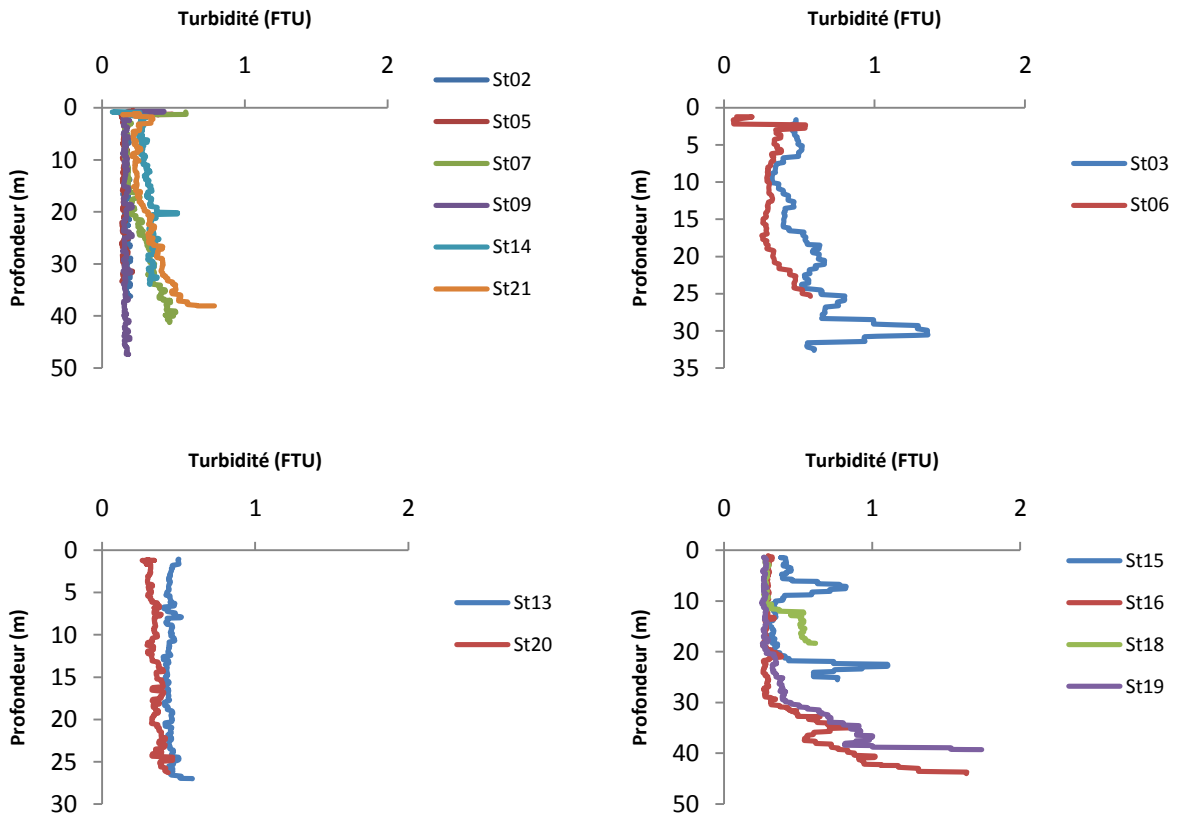 Turbidité (FTU)
0 1 2
0
10
20
30
40
50
Profondeur (m)
St02
St05
St07
St09
St14
St21
Turbidité (FTU)
0 1 2
0
5
10
15
20
25
30
35
Profondeur (m)
St03
St06
Turbidité (FTU)
0 1 2
0
5
10
15
20
25
30
Profondeur (m)
St13
St20
Turbidité (FTU)
0 1 2
0
10
20
30
40
50
Profondeur (m)
St15
St16
St18
St19